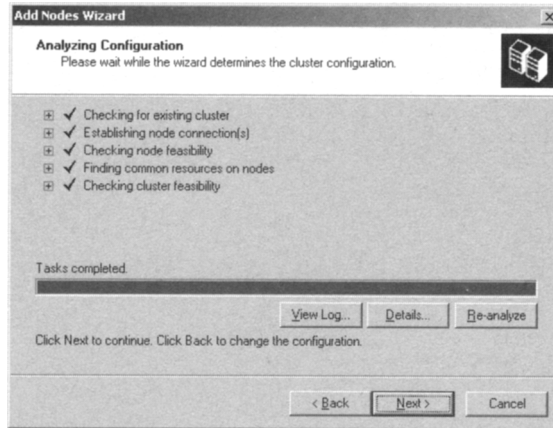 Add Nodes Wizard
Analyzing Configuration
Please wait while the wizard determines the cluster configuration.
Checking for existing cluster
Establishing node connection(s)
Checking node feasibility
Finding common resources on nodes
Checking cluster feasibility
Tasks completed.
View Log... Details... Re-analyze
Click Next to continue. Click Back to change the configuration.
< Back Next > Cancel